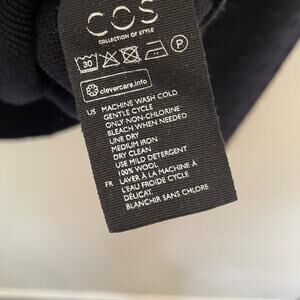 COS
COLLECTION OF STYLE
30 P
clevercare.info
US MACHINE WASH COLD
GENTLE CYCLE
ONLY NON-CHLORINE
BLEACH WHEN NEEDED
LINE DRY
MEDIUM IRON
DRY CLEAN
USE MILD DETERGENT
100% WOOL
FR LAVER À LA MACHINE À
L'EAU FROIDE CYCLE
DÉLICAT.
BLANCHIR SANS CHLORE